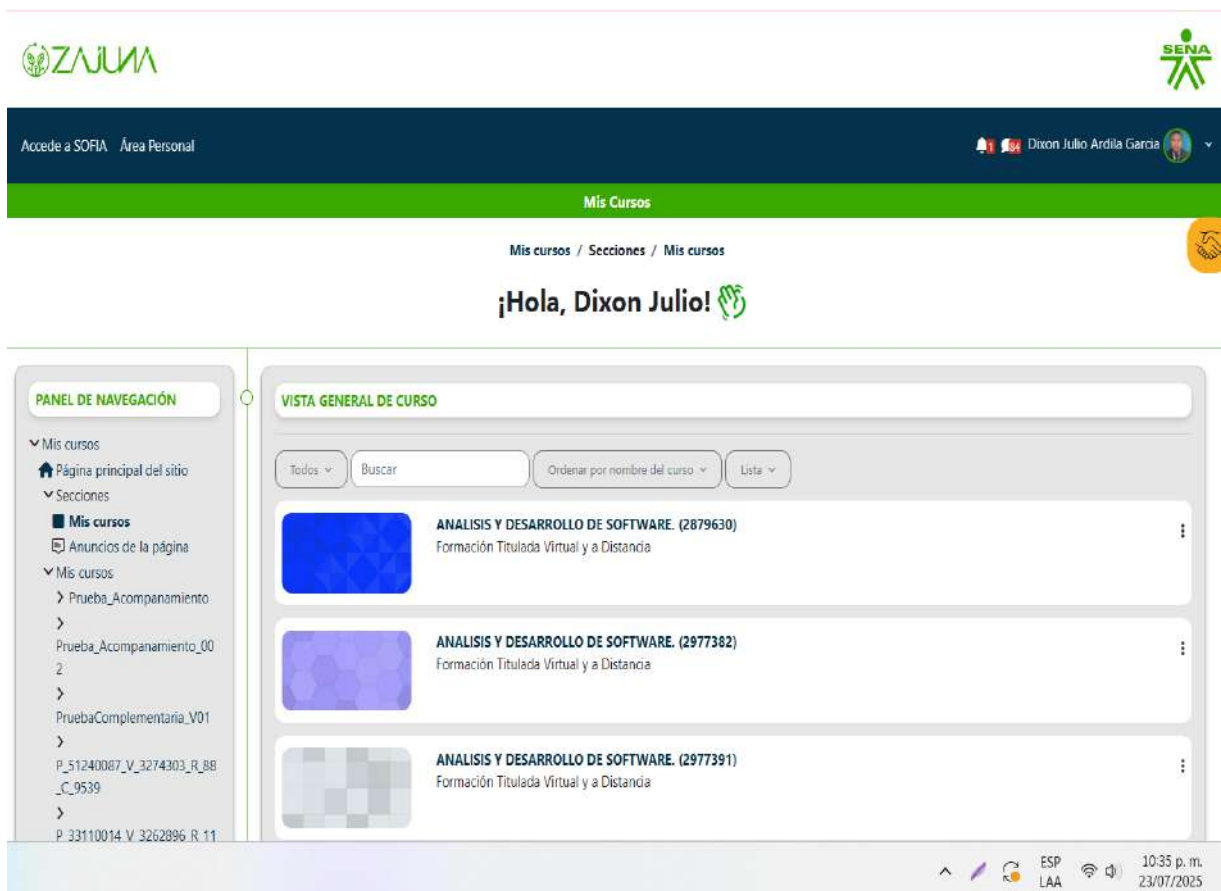 ZAJUNA
SENA
Accede a SOFIA Área Personal
1 84 Dixon Julio Ardila Garcia
Mis Cursos
Mis cursos / Secciones / Mis cursos
¡Hola, Dixon Julio!
PANEL DE NAVEGACIÓN
Mis cursos
Página principal del sitio
Secciones
Mis cursos
Anuncios de la página
Mis cursos
Prueba_Acompanamiento
Prueba_Acompanamiento_00
2
PruebaComplementaria_V01
P_51240087_V_3274303_R_88
_C_9539
P_33110014_V_3262896_R_11
VISTA GENERAL DE CURSO
Todos Buscar Ordenar por nombre del curso Lista
ANALISIS Y DESARROLLO DE SOFTWARE. (2879630)
Formación Titulada Virtual y a Distancia
ANALISIS Y DESARROLLO DE SOFTWARE. (2977382)
Formación Titulada Virtual y a Distancia
ANALISIS Y DESARROLLO DE SOFTWARE. (2977391)
Formación Titulada Virtual y a Distancia
ESP
LAA
10:35 p. m.
23/07/2025